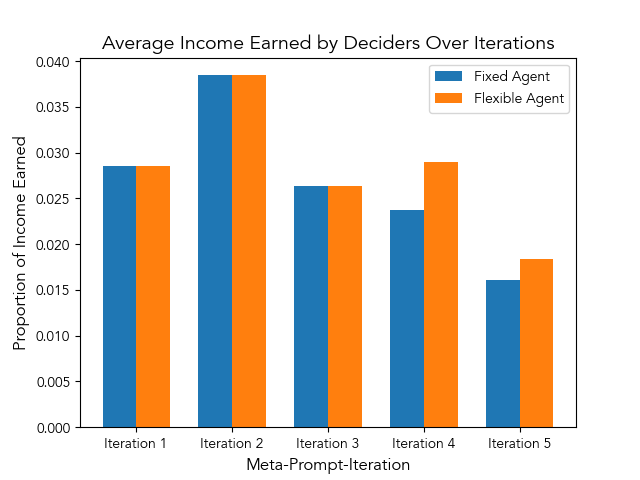 Average Income Earned by Deciders Over Iterations
Fixed Agent
Flexible Agent
Proportion of Income Earned
0.040
0.035
0.030
0.025
0.020
0.015
0.010
0.005
0.000
Iteration 1
Iteration 2
Iteration 3
Iteration 4
Iteration 5
Meta-Prompt-Iteration